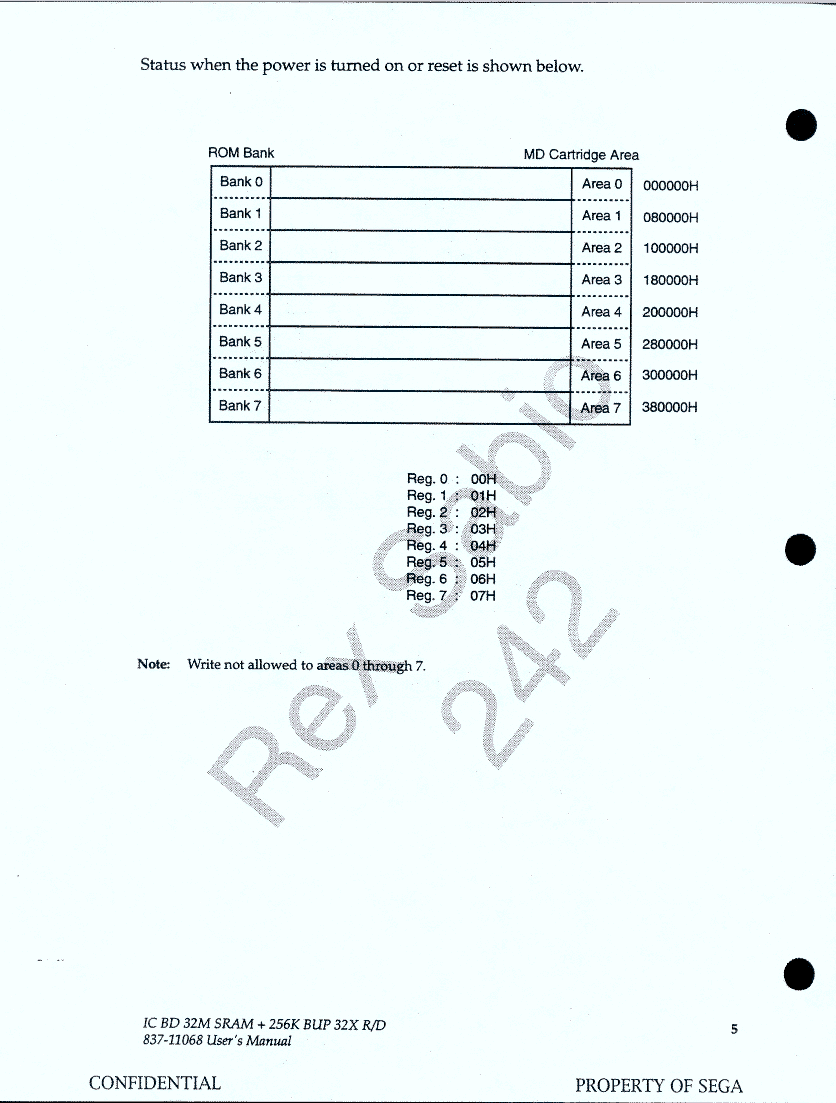 Status when the power is turned on or reset is shown below.
ROM Bank MD Cartridge Area
Bank 0 Area 0 000000H
Bank 1 Area 1 080000H
Bank 2 Area 2 100000H
Bank 3 Area 3 180000H
Bank 4 Area 4 200000H
Bank 5 Area 5 280000H
Bank 6 Area 6 300000H
Bank 7 Area 7 380000H
Reg. 0 : 00H
Reg. 1 : 01H
Reg. 2 : 02H
Reg. 3 : 03H
Reg. 4 : 04H
Reg. 5 : 05H
Reg. 6 : 06H
Reg. 7 : 07H
Note: Write not allowed to areas 0 through 7.
Rex Sabio
242
IC BD 32M SRAM + 256K BUP 32X R/D
837-11068 User's Manual
5
CONFIDENTIAL PROPERTY OF SEGA